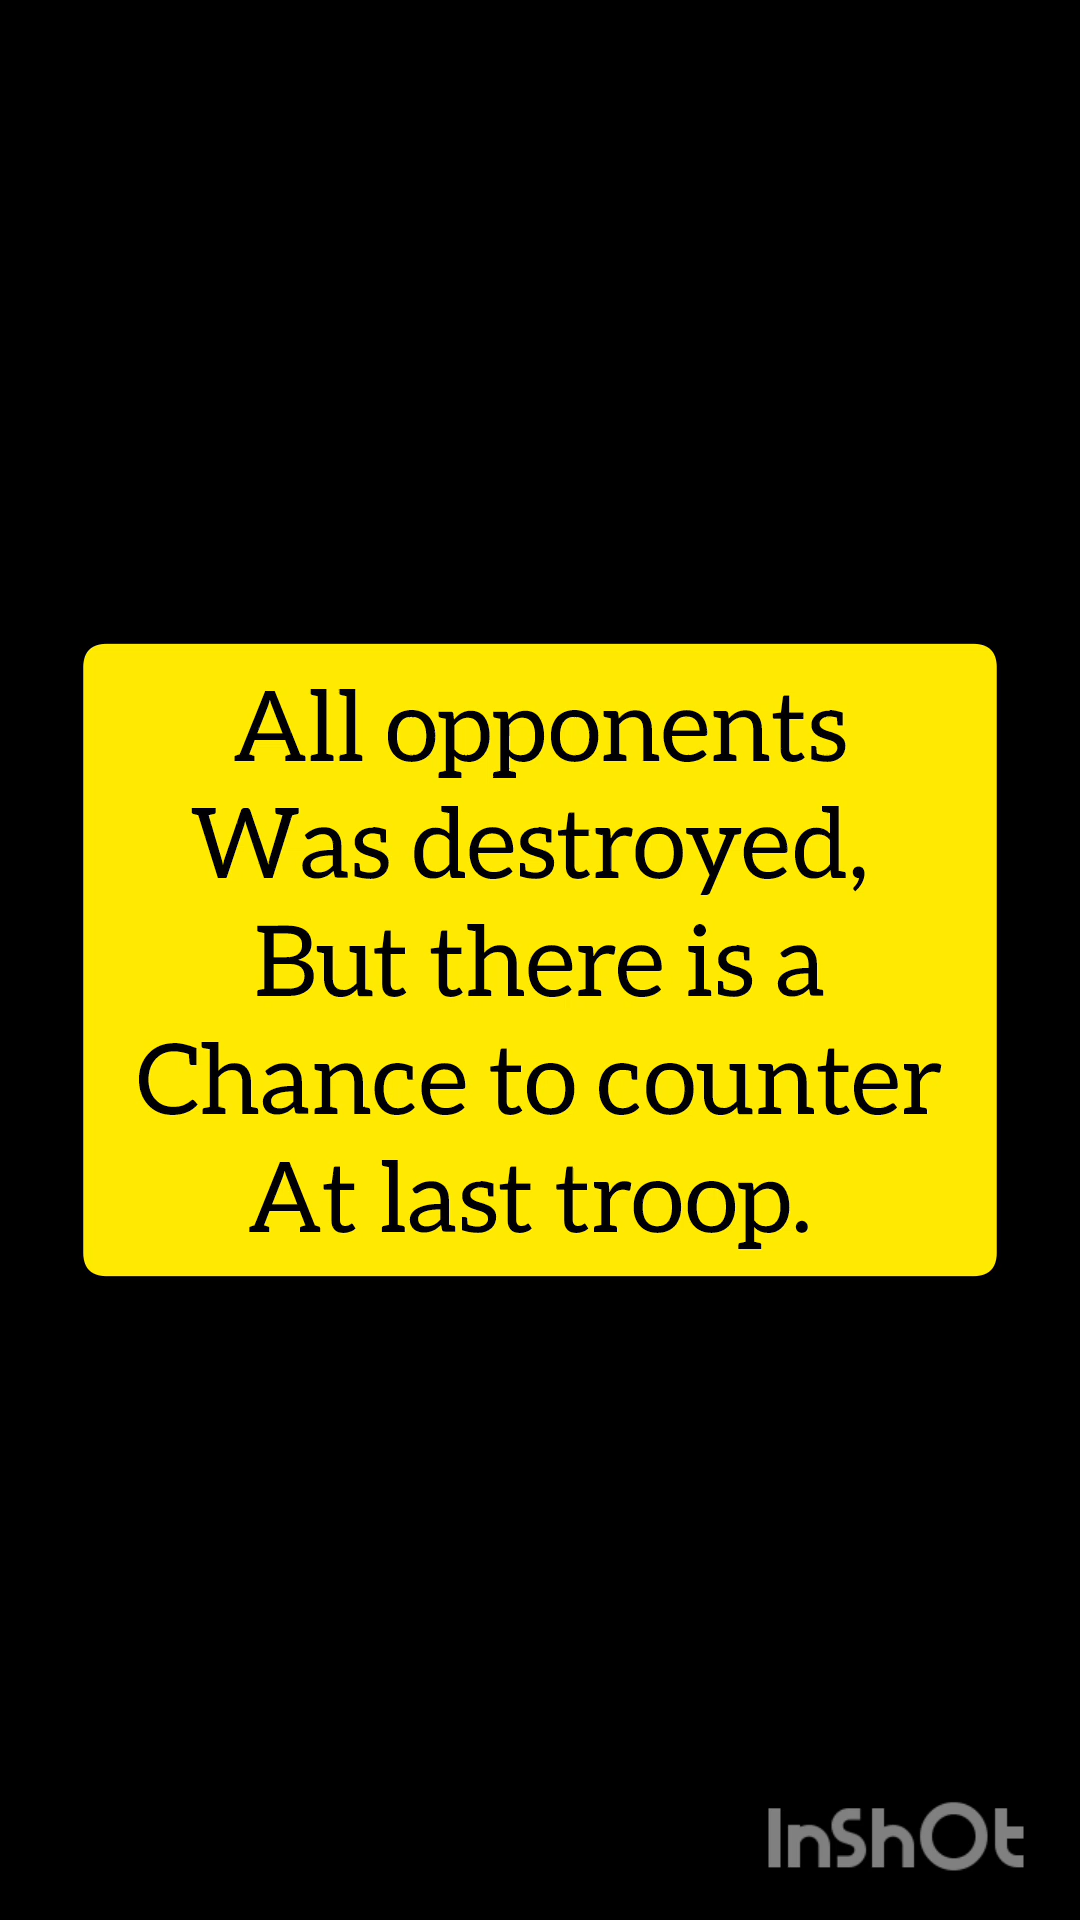 All opponents
Was destroyed,
But there is a
Chance to counter
At last troop.
InShOt